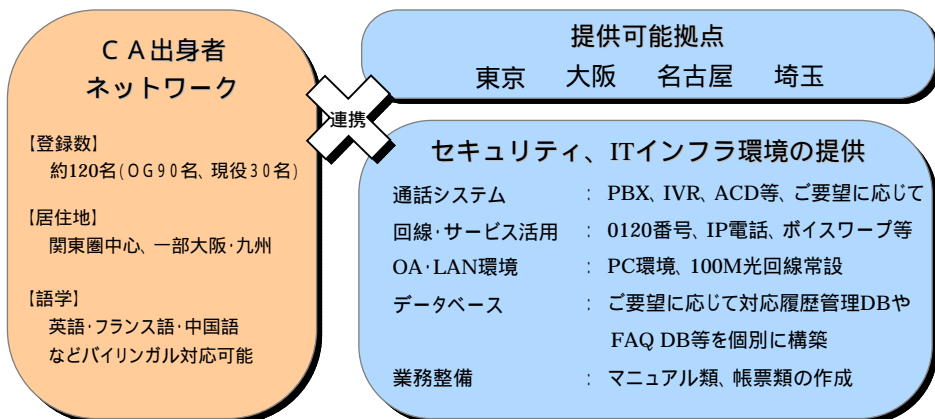 ＣＡ出身者
ネットワーク
【登録数】
約120名(ＯＧ９０名、現役３０名)
【居住地】
関東圏中心、一部大阪･九州
【語学】
英語･フランス語･中国語
などバイリンガル対応可能
連携
提供可能拠点
東京 大阪 名古屋 埼玉
セキュリティ、ITインフラ環境の提供
通話システム ： PBX、IVR、ACD等、ご要望に応じて
回線･サービス活用 ： 0120番号、IP電話、ボイスワープ等
OA･LAN環境 ： PC環境、100M光回線常設
データベース ： ご要望に応じて対応履歴管理DBや
FAQ DB等を個別に構築
業務整備 ： マニュアル類、帳票類の作成